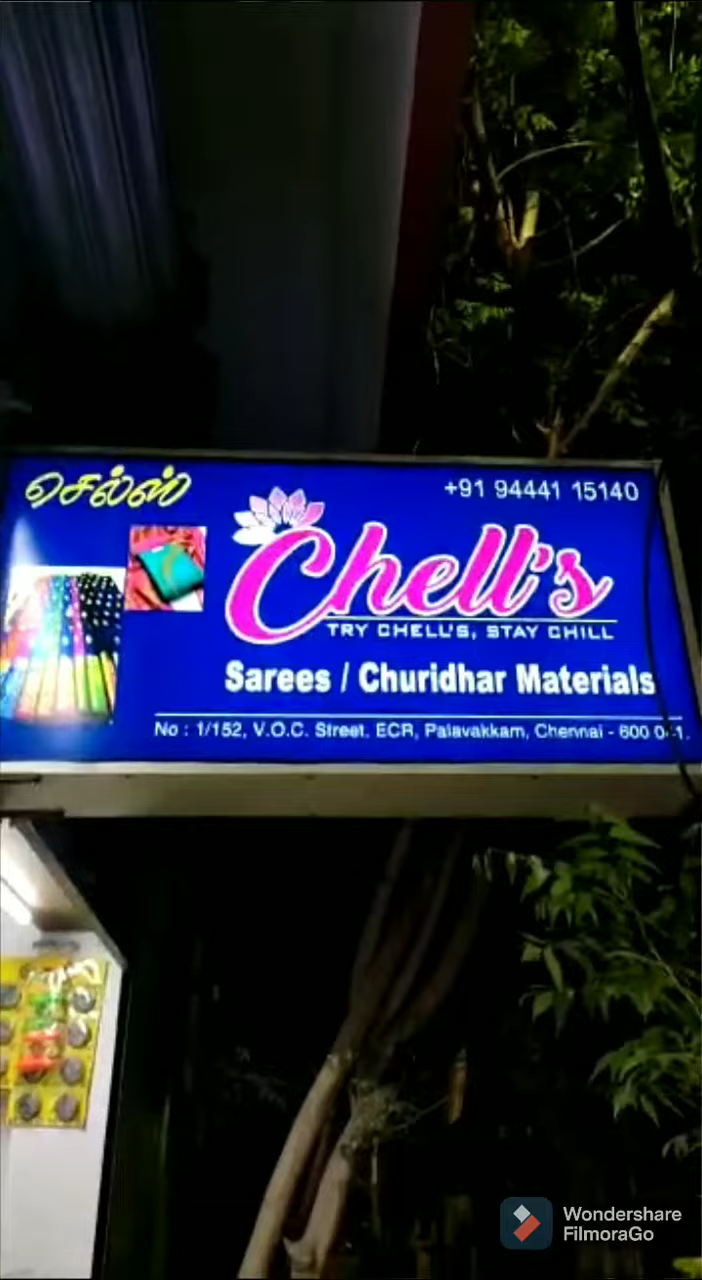 செல்ஸ்
+91 94441 15140
Chell's
TRY CHELL'S, STAY CHILL
Sarees / Churidhar Materials
No : 1/152, V.O.C. Street, ECR, Palavakkam, Chennai - 600
Wondershare
FilmoraGo